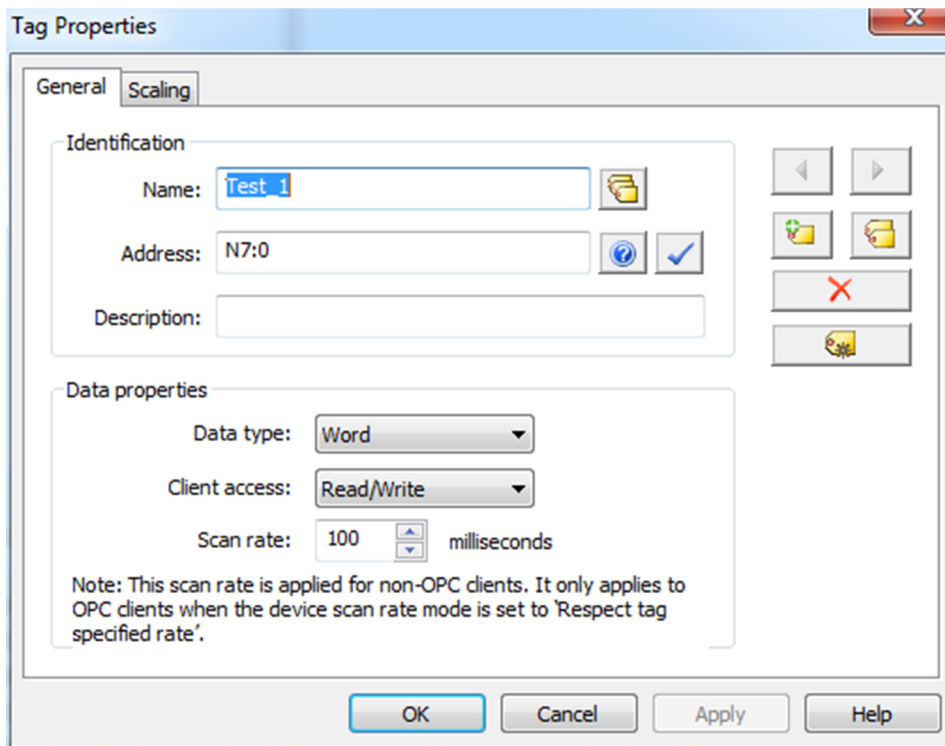 Tag Properties
General Scaling
Identification
Name: Test_1
Address: N7:0
Description:
Data properties
Data type: Word
Client access: Read/Write
Scan rate: 100 milliseconds
Note: This scan rate is applied for non-OPC clients. It only applies to
OPC clients when the device scan rate mode is set to 'Respect tag
specified rate'.
OK Cancel Apply Help